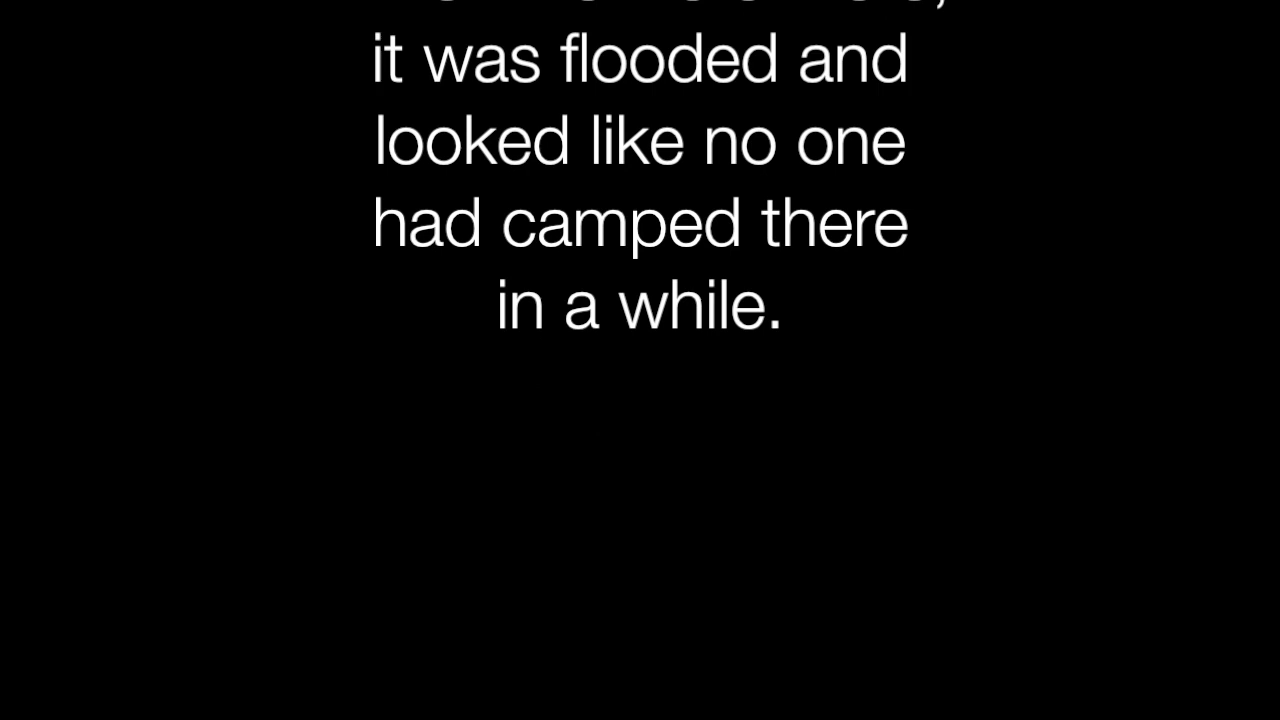 it was flooded and
looked like no one
had camped there
in a while.